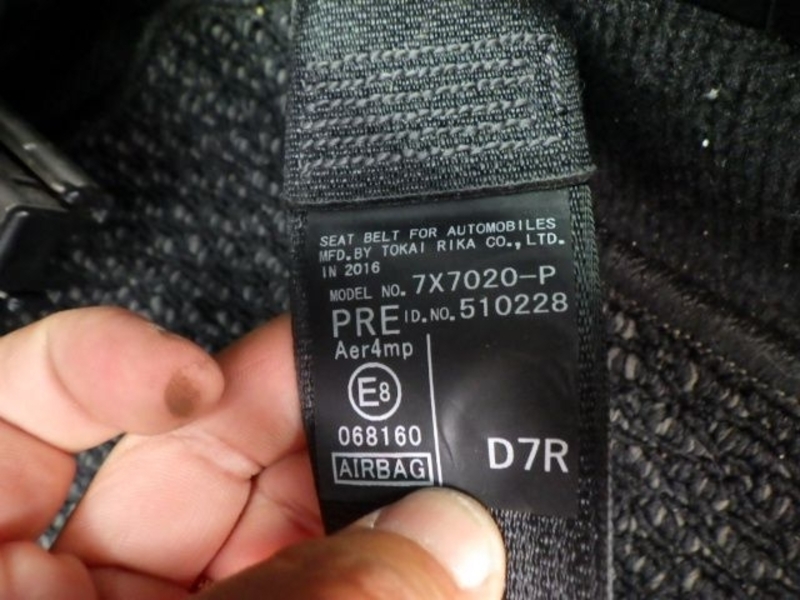 SEAT BELT FOR AUTOMOBILES
MFD.BY TOKAI RIKA CO.,LTD.
IN 2016
MODEL NO. 7X7020-P
PRE ID.NO. 510228
Aer4mp
E8
068160
AIRBAG
D7R